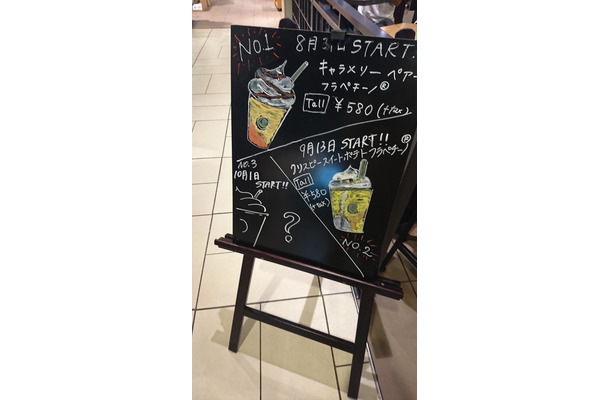 NO.1
8月31日 START.
キャラメリー ペアー
フラペチーノ®
Tall ¥580 (+tax)
9月13日 START!!
クリスピースイートポテトフラペチーノ®
Tall
¥580
(+tax)
NO.2
NO.3
10月1日
START!!
?